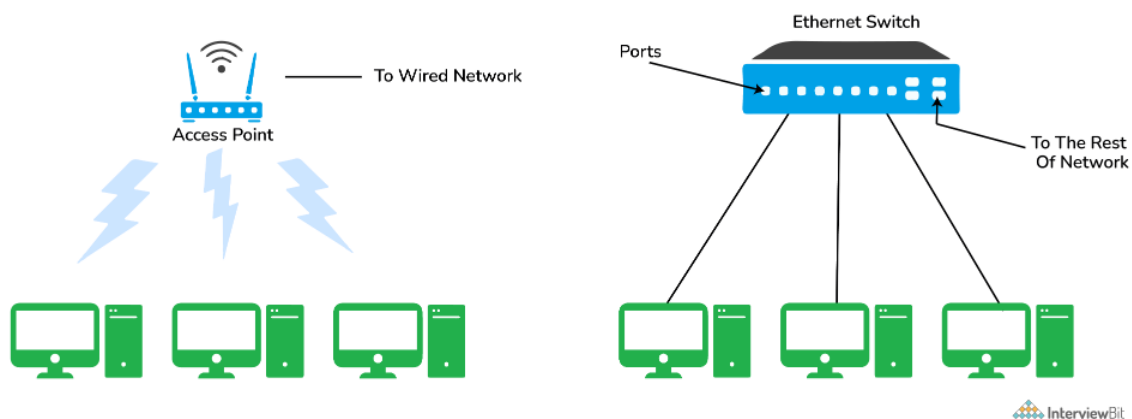 To Wired Network
Access Point
Ethernet Switch
Ports
To The Rest
Of Network
InterviewBit